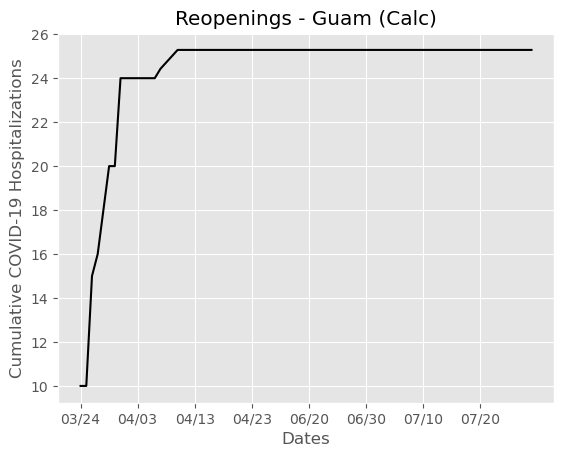 Reopenings - Guam (Calc)
Cumulative COVID-19 Hospitalizations
26
24
22
20
18
16
14
12
10
03/24 04/03 04/13 04/23 06/20 06/30 07/10 07/20
Dates